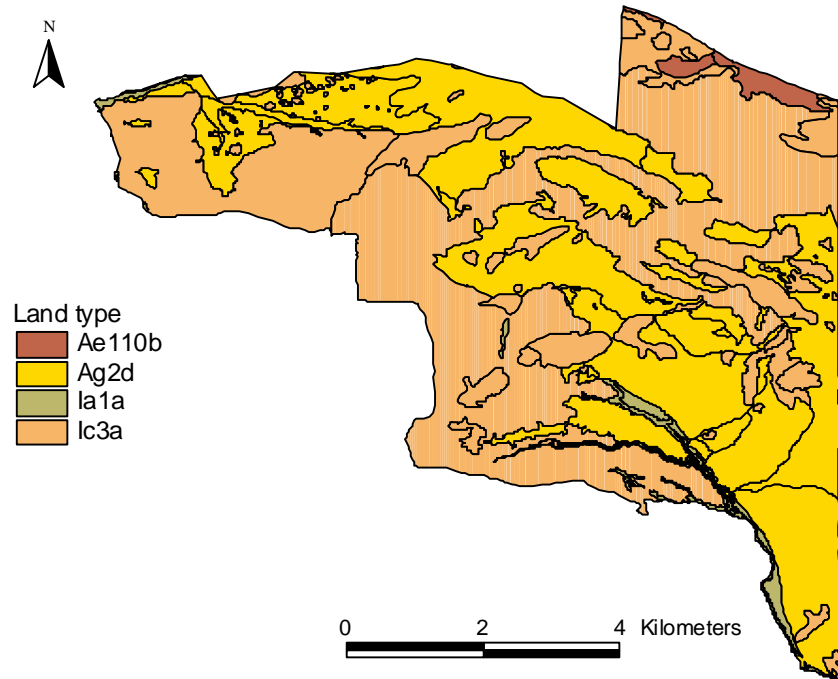 N
Land type
Ae110b
Ag2d
Ia1a
Ic3a
0 2 4 Kilometers